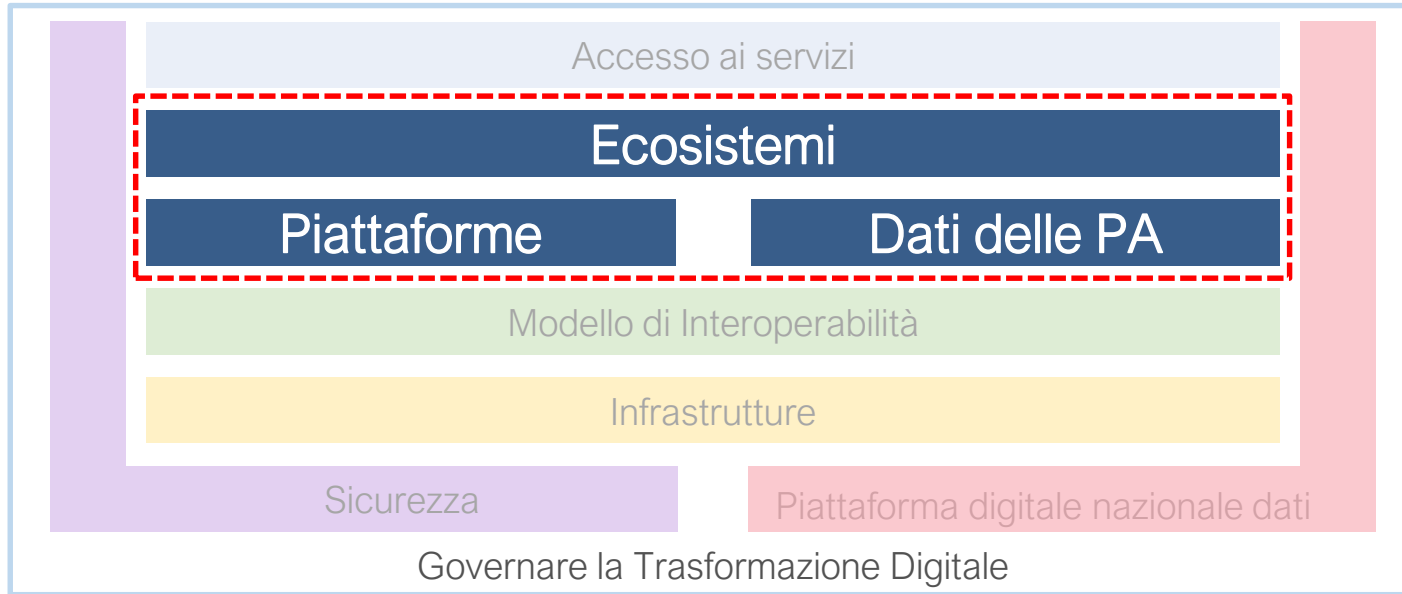 Accesso ai servizi
Ecosistemi
Piattaforme
Dati delle PA
Modello di Interoperabilità
Infrastrutture
Sicurezza
Piattaforma digitale nazionale dati
Governare la Trasformazione Digitale